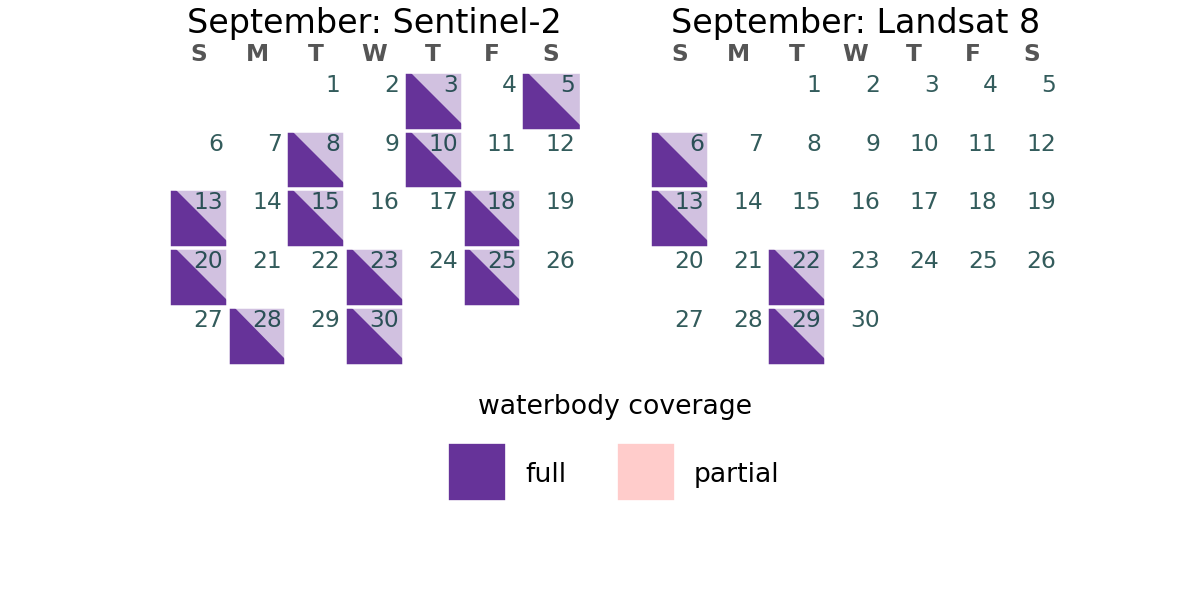 September: Sentinel-2
S M T W T F S
1 2 3 4 5
6 7 8 9 10 11 12
13 14 15 16 17 18 19
20 21 22 23 24 25 26
27 28 29 30
September: Landsat 8
S M T W T F S
1 2 3 4 5
6 7 8 9 10 11 12
13 14 15 16 17 18 19
20 21 22 23 24 25 26
27 28 29 30
waterbody coverage
full partial